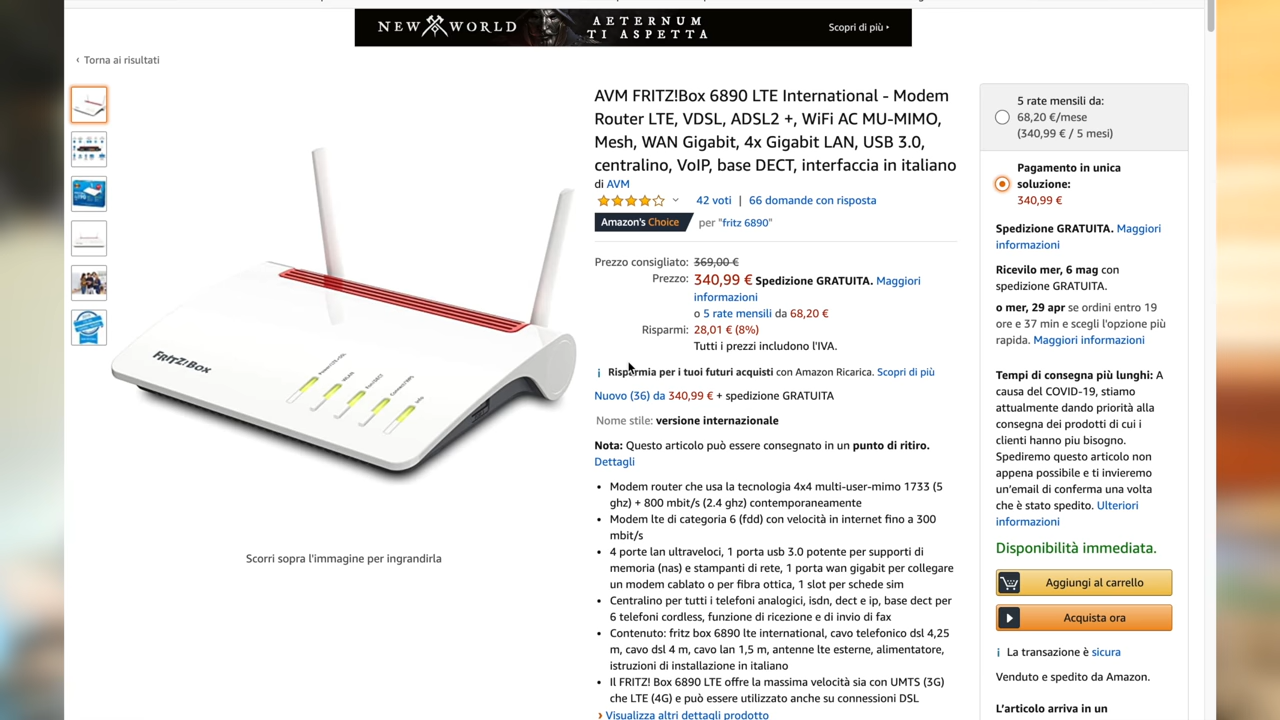 NEW WORLD
AETERNUM
TI ASPETTA
Scopri di più
‹ Torna ai risultati
FRITZ!Box
Scorri sopra l'immagine per ingrandirla
AVM FRITZ!Box 6890 LTE International - Modem
Router LTE, VDSL, ADSL2 +, WiFi AC MU-MIMO,
Mesh, WAN Gigabit, 4x Gigabit LAN, USB 3.0,
centralino, VoIP, base DECT, interfaccia in italiano
di AVM
42 voti | 66 domande con risposta
Amazon's Choice per "fritz 6890"
Prezzo consigliato: 369,00 €
Prezzo: 340,99 € Spedizione GRATUITA. Maggiori
informazioni
o 5 rate mensili da 68,20 €
Risparmi: 28,01 € (8%)
Tutti i prezzi includono l'IVA.
Risparmia per i tuoi futuri acquisti con Amazon Ricarica. Scopri di più
Nuovo (36) da 340,99 € + spedizione GRATUITA
Nome stile: versione internazionale
Nota: Questo articolo può essere consegnato in un punto di ritiro.
Dettagli
• Modem router che usa la tecnologia 4x4 multi-user-mimo 1733 (5
ghz) + 800 mbit/s (2.4 ghz) contemporaneamente
• Modem lte di categoria 6 (fdd) con velocità in internet fino a 300
mbit/s
• 4 porte lan ultraveloci, 1 porta usb 3.0 potente per supporti di
memoria (nas) e stampanti di rete, 1 porta wan gigabit per collegare
un modem cablato o per fibra ottica, 1 slot per schede sim
• Centralino per tutti i telefoni analogici, isdn, dect e ip, base dect per
6 telefoni cordless, funzione di ricezione e di invio di fax
• Contenuto: fritz box 6890 lte international, cavo telefonico dsl 4,25
m, cavo dsl 4 m, cavo lan 1,5 m, antenne lte esterne, alimentatore,
istruzioni di installazione in italiano
• Il FRITZ! Box 6890 LTE offre la massima velocità sia con UMTS (3G)
che LTE (4G) e può essere utilizzato anche su connessioni DSL
› Visualizza altri dettagli prodotto
5 rate mensili da:
68,20 €/mese
(340,99 € / 5 mesi)
Pagamento in unica
soluzione:
340,99 €
Spedizione GRATUITA. Maggiori
informazioni
Ricevilo mer, 6 mag con
spedizione GRATUITA.
o mer, 29 apr se ordini entro 19
ore e 37 min e scegli l'opzione più
rapida. Maggiori informazioni
Tempi di consegna più lunghi: A
causa del COVID-19, stiamo
attualmente dando priorità alla
consegna dei prodotti di cui i
clienti hanno piu bisogno.
Spediremo questo articolo non
appena possibile e ti invieremo
un'email di conferma una volta
che è stato spedito. Ulteriori
informazioni
Disponibilità immediata.
Aggiungi al carrello
Acquista ora
La transazione è sicura
Venduto e spedito da Amazon.
L'articolo arriva in un